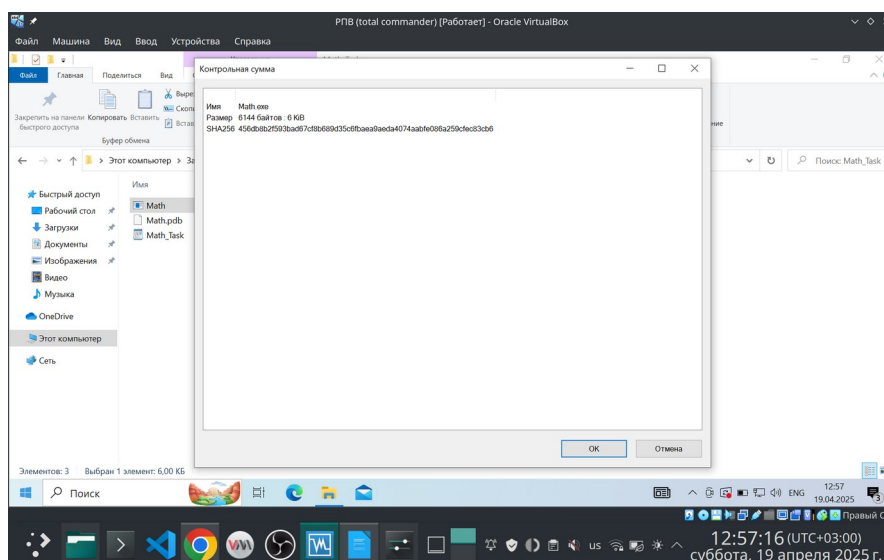 РПВ (total commander) [Работает] - Oracle VirtualBox
Файл Машина Вид Ввод Устройства Справка
Файл Главная Поделиться Вид
Контрольная сумма
Закрепить на панели быстрого доступа
Копировать
Вставить
Буфер обмена
Имя Math.exe
Размер 6144 байтов : 6 KiB
SHA256 456db8b2f593bad67cf8b689d35c6fbaea9aeda4074aabfe086a259cfec83cb6
Этот компьютер
Поиск: Math_Task
Имя
Быстрый доступ
Рабочий стол
Загрузки
Документы
Изображения
Видео
Музыка
OneDrive
Этот компьютер
Сеть
Math
Math.pdb
Math_Task
OK
Отмена
Элементов: 3 Выбран 1 элемент: 6,00 КБ
Поиск
ENG
12:57
19.04.2025
3
Правый C
us
12:57:16 (UTC+03:00)
суббота, 19 апреля 2025 г.